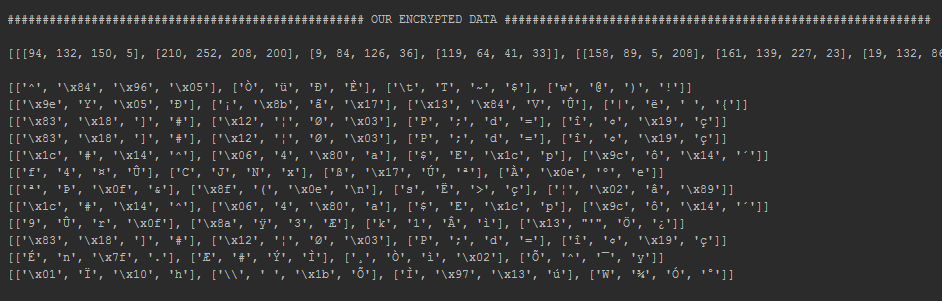 ################################################### OUR ENCRYPTED DATA #############################################################
[[[94, 132, 150, 5], [210, 252, 208, 200], [9, 84, 126, 36], [119, 64, 41, 33]], [[158, 89, 5, 208], [161, 139, 227, 23], [19, 132, 86
[['^', '\x84', '\x96', '\x05'], ['Ò', 'ü', 'Ð', 'È'], ['\t', 'T', '~', '$'], ['w', '@', ')', '!']]
[['\x9e', 'Y', '\x05', 'Ð'], ['¡', '\x8b', 'ã', '\x17'], ['\x13', '\x84', 'V', 'Û'], ['|', 'ë', ' ', '{']]
[['\x83', '\x18', ']', '#'], ['\x12', '¦', 'Ø', '\x03'], ['P', ';', 'd', '='], ['î', '¢', '\x19', 'ç']]
[['\x83', '\x18', ']', '#'], ['\x12', '¦', 'Ø', '\x03'], ['P', ';', 'd', '='], ['î', '¢', '\x19', 'ç']]
[['\x1c', '#', '\x14', '^'], ['\x06', '4', '\x80', 'a'], ['$', 'E', '\x1c', 'p'], ['\x9c', 'ô', '\x14', '´']]
[['f', '4', '¤', 'Û'], ['C', 'J', 'N', 'x'], ['ß', '\x17', 'Ú', 'ª'], ['À', '\x0e', 'º', 'e']]
[['ª', 'Þ', '\x0f', '&'], ['\x8f', '(', '\x0e', '\n'], ['s', 'Ë', '>', 'ç'], ['¦', '\x02', 'å', '\x89']]
[['\x1c', '#', '\x14', '^'], ['\x06', '4', '\x80', 'a'], ['$', 'E', '\x1c', 'p'], ['\x9c', 'ô', '\x14', '´']]
[['9', 'Û', 'r', '\x0f'], ['\x8a', 'ÿ', '3', 'Æ'], ['k', '1', 'Â', 'ì'], ['\x13', "'", 'Ö', '¿']]
[['\x83', '\x18', ']', '#'], ['\x12', '¦', 'Ø', '\x03'], ['P', ';', 'd', '='], ['î', '¢', '\x19', 'ç']]
[['É', 'n', '\x7f', '.'], ['Æ', '#', 'Ý', 'Ì'], ['¸', 'Ò', 'ì', '\x02'], ['Õ', '^', '¯', 'y']]
[['\x01', 'Ï', '\x10', 'h'], ['\\', ' ', '\x1b', 'Õ'], ['Ì', '\x97', '\x13', 'ú'], ['W', '¾', 'Ó', '°']]